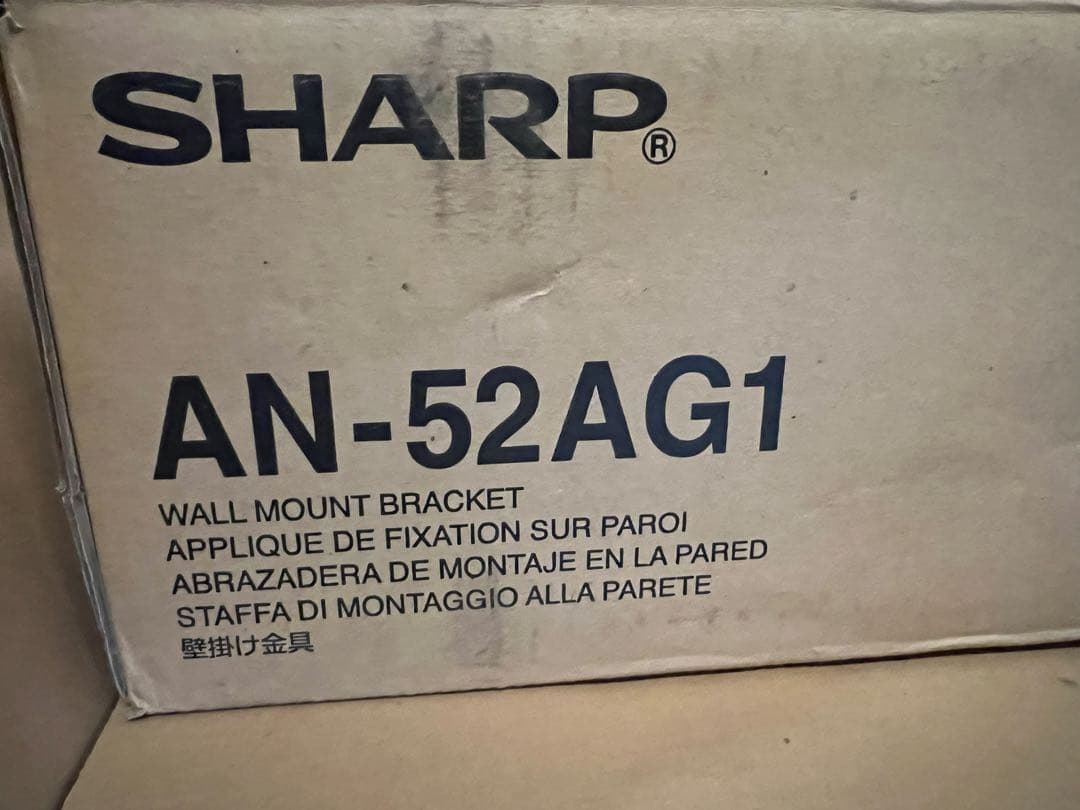 SHARP®
AN-52AG1
WALL MOUNT BRACKET
APPLIQUE DE FIXATION SUR PAROI
ABRAZADERA DE MONTAJE EN LA PARED
STAFFA DI MONTAGGIO ALLA PARETE
壁掛け金具